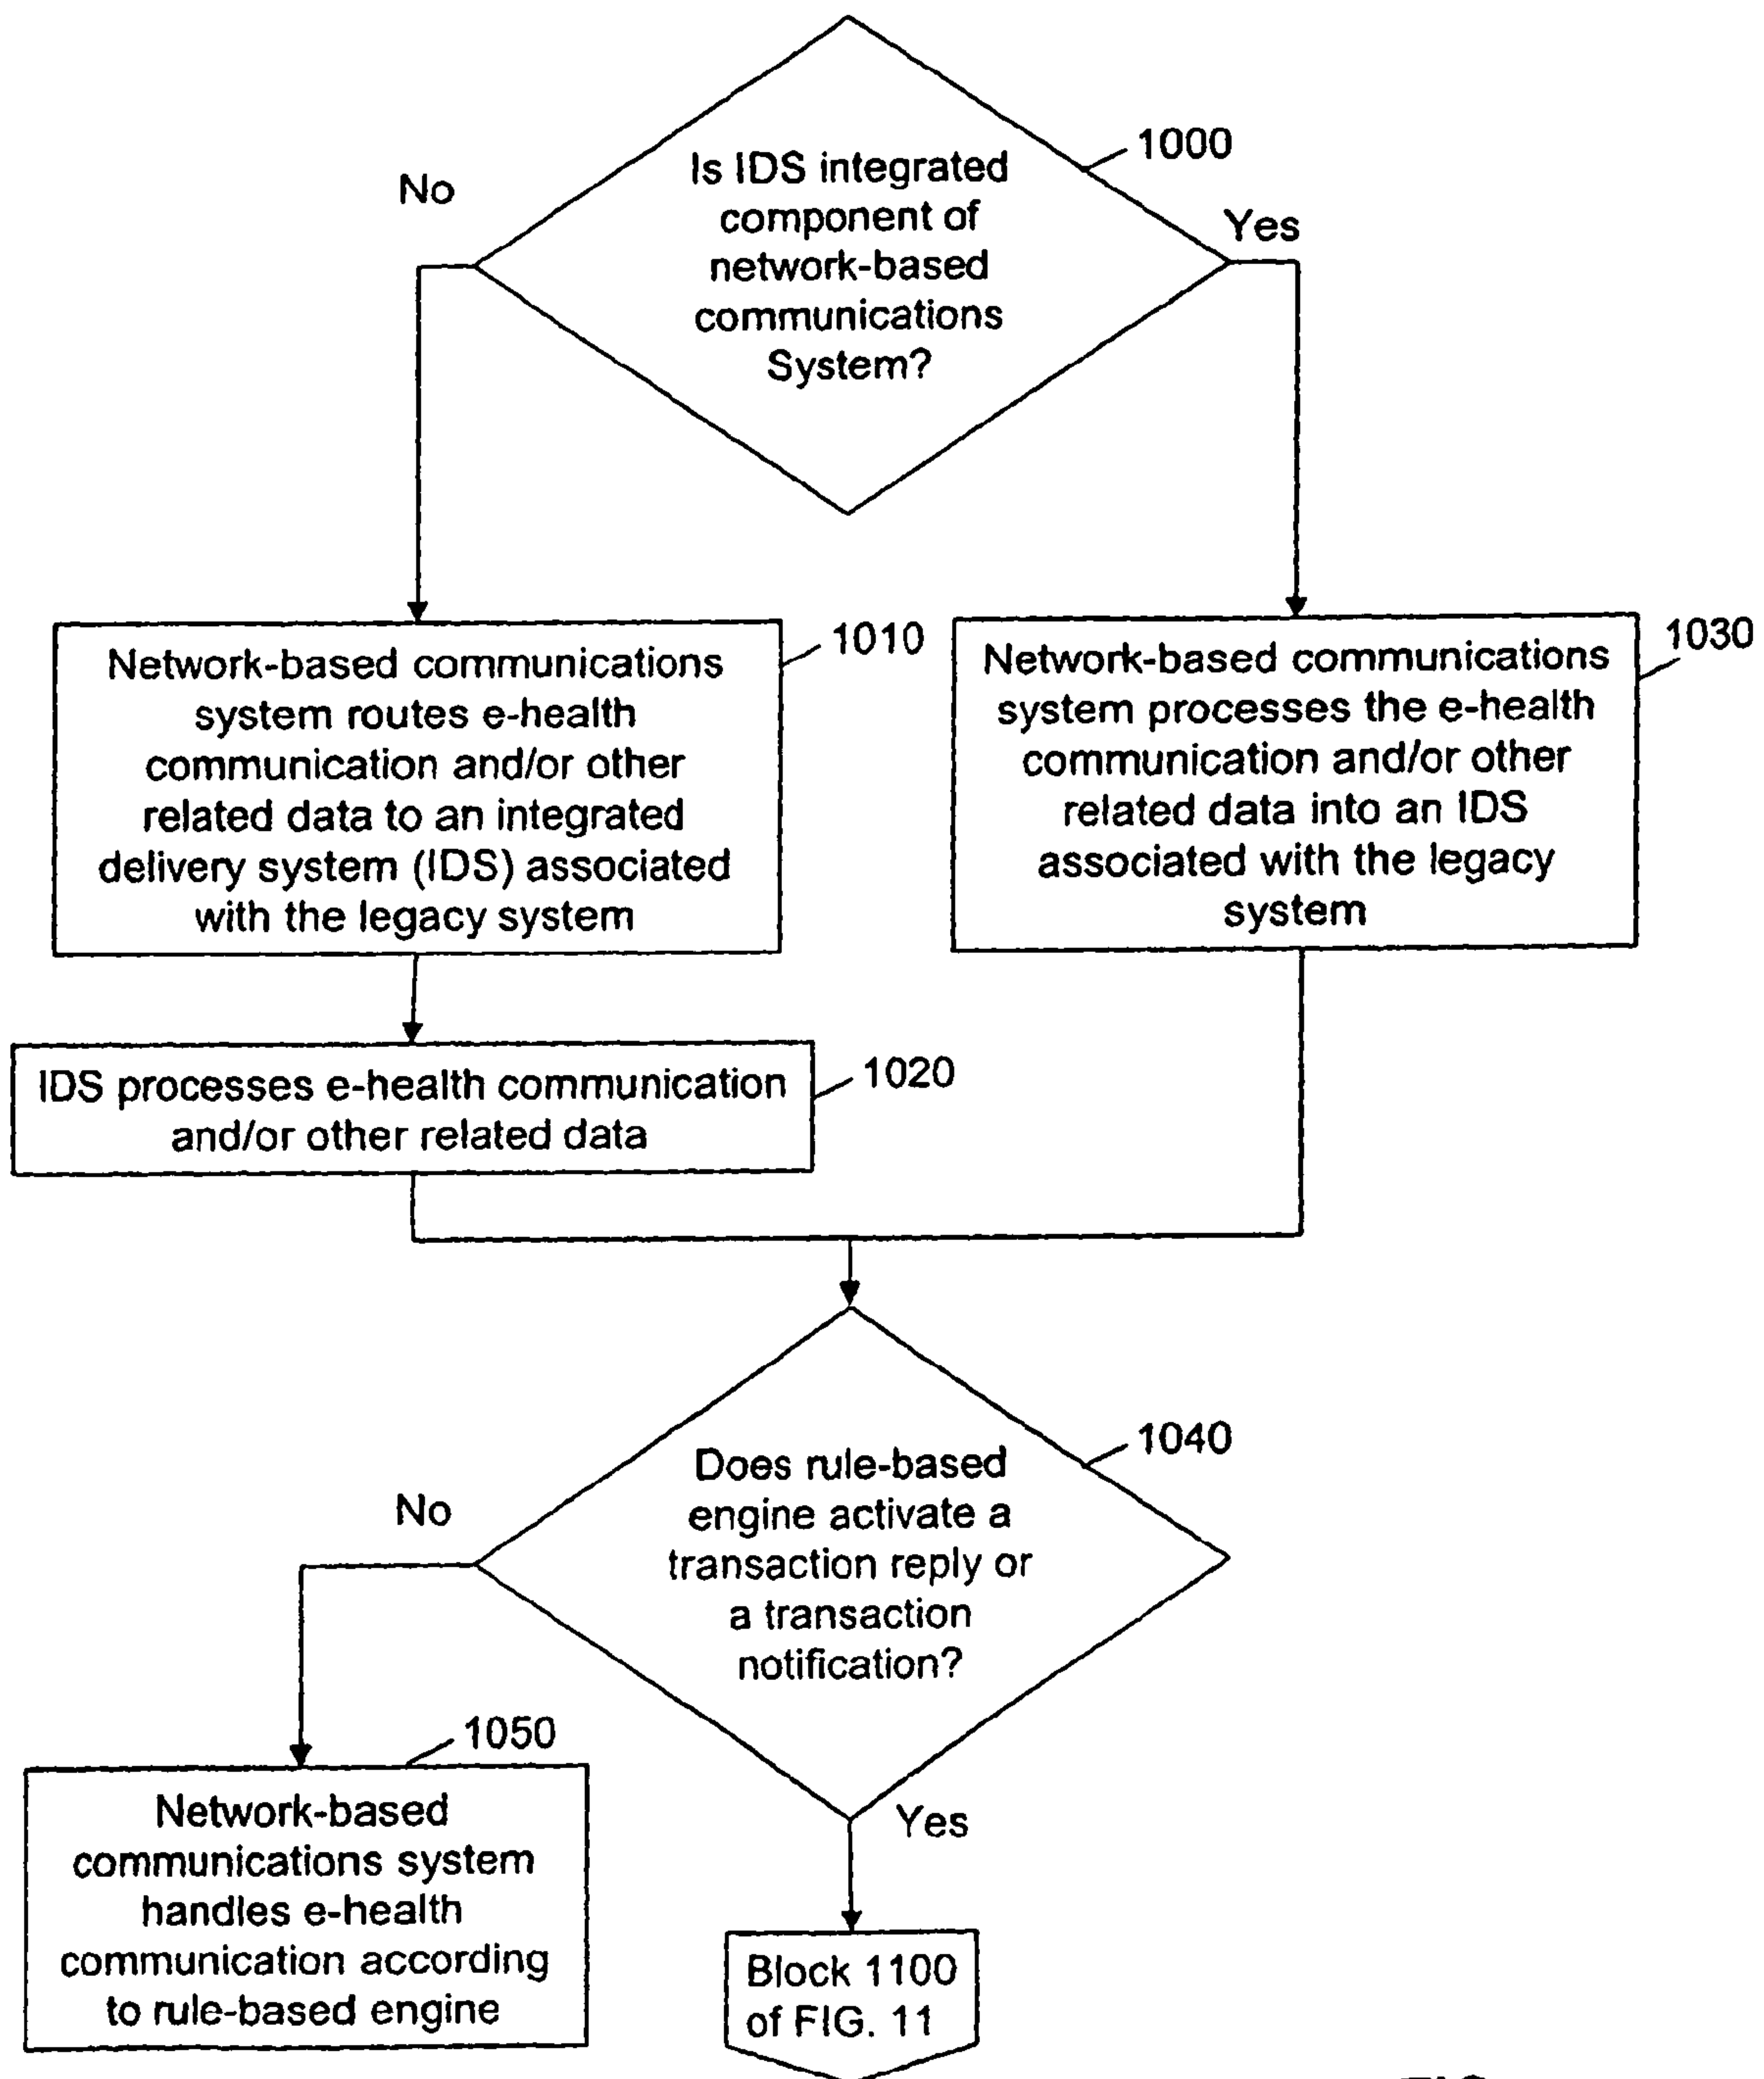 1000
Is IDS integrated
component of
network-based
communications
System?
No
Yes
1010
Network-based communications
system routes e-health
communication and/or other
related data to an integrated
delivery system (IDS) associated
with the legacy system
1030
Network-based communications
system processes the e-health
communication and/or other
related data into an IDS
associated with the legacy
system
1020
IDS processes e-health communication
and/or other related data
1040
Does rule-based
engine activate a
transaction reply or
a transaction
notification?
No
Yes
1050
Network-based
communications system
handles e-health
communication according
to rule-based engine
Block 1100
of FIG. 11